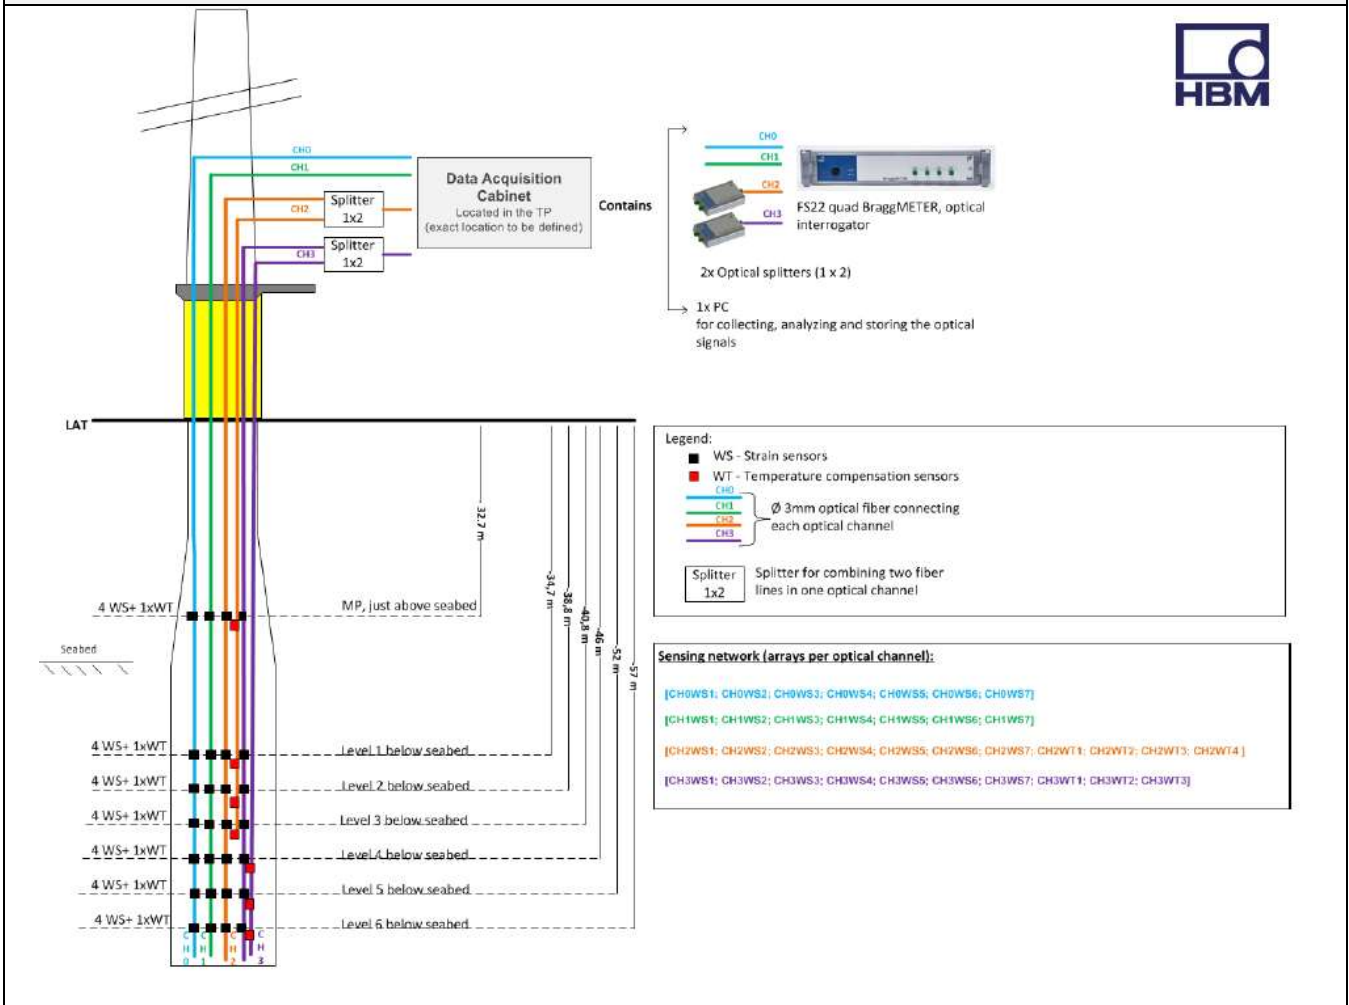 HBM
CH0
CH1
CH2
CH3
Splitter
1x2
Splitter
1x2
Data Acquisition
Cabinet
Located in the TP
(exact location to be defined)
Contains
CH0
CH1
CH2
CH3
FS22 quad BraggMETER, optical
interrogator
2x Optical splitters (1 x 2)
1x PC
for collecting, analyzing and storing the optical
signals
LAT
32,7 m
-34,7 m
-38,8 m
-40,8 m
-46 m
-52 m
-57 m
Legend:
WS - Strain sensors
WT - Temperature compensation sensors
CH0
CH1
CH2
CH3
Ø 3mm optical fiber connecting
each optical channel
Splitter
1x2
Splitter for combining two fiber
lines in one optical channel
4 WS+ 1xWT
MP, just above seabed
Seabed
Sensing network (arrays per optical channel):
[CH0WS1; CH0WS2; CH0WS3; CH0WS4; CH0WS5; CH0WS6; CH0WS7]
[CH1WS1; CH1WS2; CH1WS3; CH1WS4; CH1WS5; CH1WS6; CH1WS7]
[CH2WS1; CH2WS2; CH2WS3; CH2WS4; CH2WS5; CH2WS6; CH2WS7; CH2WT1; CH2WT2; CH2WT3; CH2WT4 ]
[CH3WS1; CH3WS2; CH3WS3; CH3WS4; CH3WS5; CH3WS6; CH3WS7; CH3WT1; CH3WT2; CH3WT3]
4 WS+ 1xWT
Level 1 below seabed
4 WS+ 1xWT
Level 2 below seabed
4 WS+ 1xWT
Level 3 below seabed
4 WS+ 1xWT
Level 4 below seabed
4 WS+ 1xWT
Level 5 below seabed
4 WS+ 1xWT
Level 6 below seabed
CH0
CH1
CH2
CH3